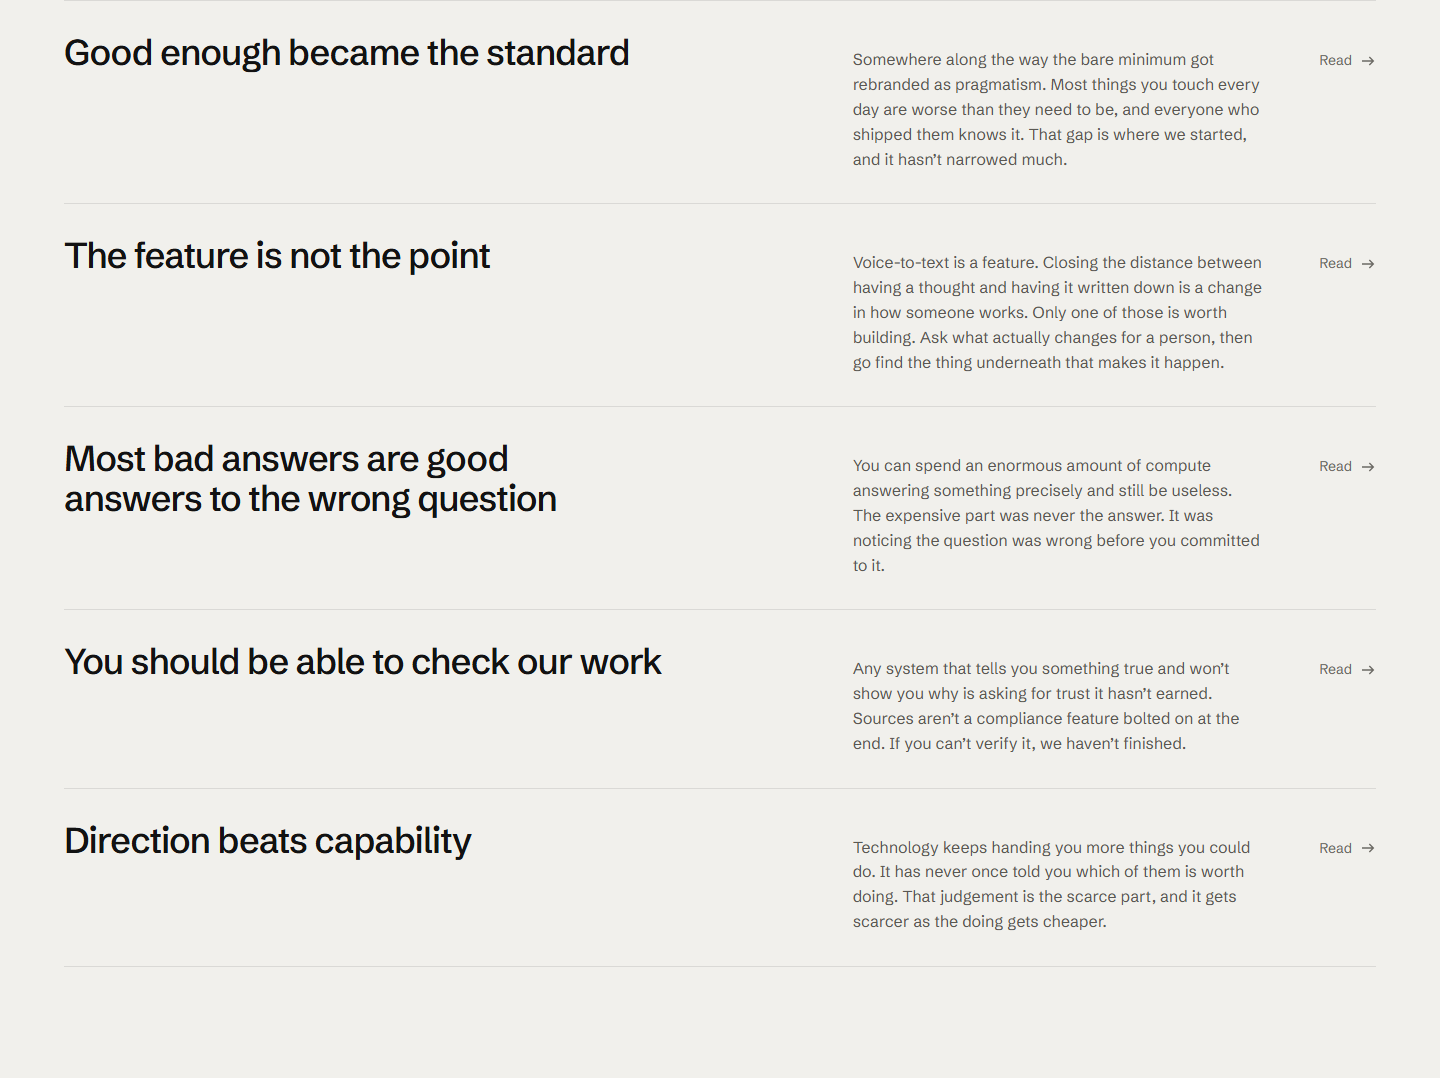 Good enough became the standard
Somewhere along the way the bare minimum got
rebranded as pragmatism. Most things you touch every
day are worse than they need to be, and everyone who
shipped them knows it. That gap is where we started,
and it hasn’t narrowed much.
Read →
The feature is not the point
Voice-to-text is a feature. Closing the distance between
having a thought and having it written down is a change
in how someone works. Only one of those is worth
building. Ask what actually changes for a person, then
go find the thing underneath that makes it happen.
Read →
Most bad answers are good
answers to the wrong question
You can spend an enormous amount of compute
answering something precisely and still be useless.
The expensive part was never the answer. It was
noticing the question was wrong before you committed
to it.
Read →
You should be able to check our work
Any system that tells you something true and won’t
show you why is asking for trust it hasn’t earned.
Sources aren’t a compliance feature bolted on at the
end. If you can’t verify it, we haven’t finished.
Read →
Direction beats capability
Technology keeps handing you more things you could
do. It has never once told you which of them is worth
doing. That judgement is the scarce part, and it gets
scarcer as the doing gets cheaper.
Read →